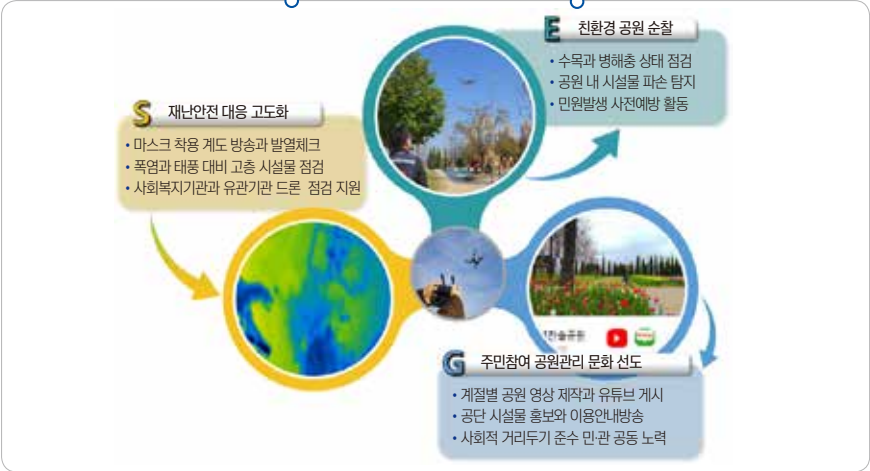 E 친환경 공원 순찰
• 수목과 병해충 상태 점검
• 공원 내 시설물 파손 탐지
• 민원발생 사전예방 활동
S 재난안전 대응 고도화
• 마스크 착용 계도 방송과 발열체크
• 폭염과 태풍 대비 고층 시설물 점검
• 사회복지기관과 유관기관 드론 점검 지원
G 주민참여 공원관리 문화 선도
• 계절별 공원 영상 제작과 유튜브 게시
• 공단 시설물 홍보와 이용안내방송
• 사회적 거리두기 준수 민·관 공동 노력